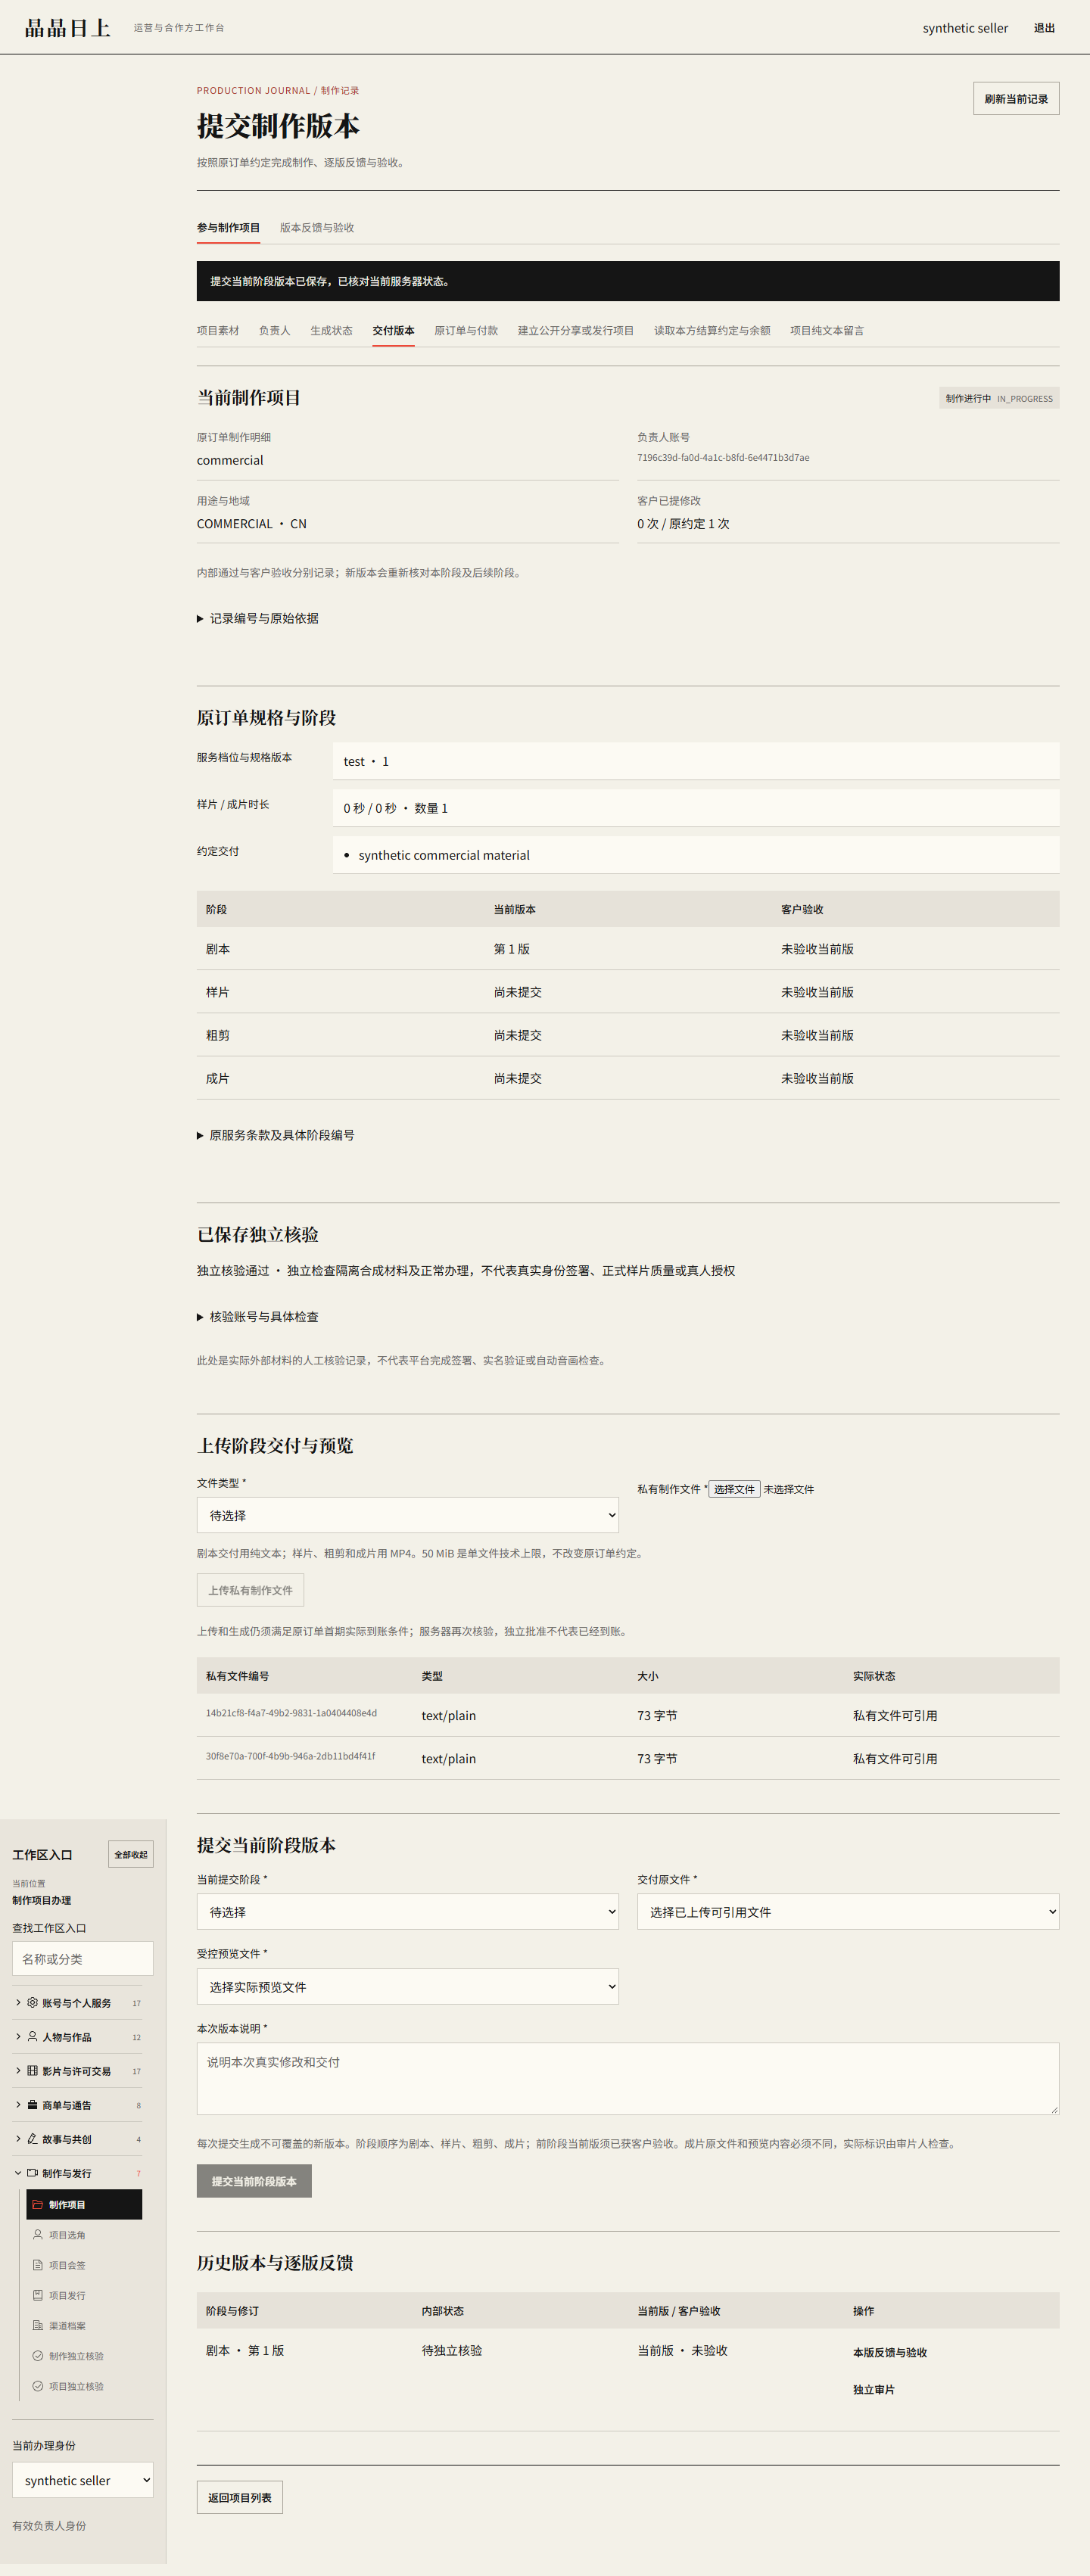 晶晶日上 运营与合作方工作台 synthetic seller 退出
PRODUCTION JOURNAL / 制作记录
刷新当前记录
提交制作版本
按照原订单约定完成制作、逐版反馈与验收。
参与制作项目 版本反馈与验收
提交当前阶段版本已保存，已核对当前服务器状态。
项目素材 负责人 生成状态 交付版本 原订单与付款 建立公开分享或发行项目 读取本方结算约定与余额 项目纯文本留言
当前制作项目
制作进行中 IN_PROGRESS
原订单制作明细 负责人账号
commercial 7196c39d-fa0d-4a1c-b8fd-6e4471b3d7ae
用途与地域 客户已提修改
COMMERCIAL · CN 0 次 / 原约定 1 次
内部通过与客户验收分别记录；新版本会重新核对本阶段及后续阶段。
记录编号与原始依据
原订单规格与阶段
服务档位与规格版本 test · 1
样片 / 成片时长 0 秒 / 0 秒 · 数量 1
约定交付 • synthetic commercial material
阶段 当前版本 客户验收
剧本 第 1 版 未验收当前版
样片 尚未提交 未验收当前版
粗剪 尚未提交 未验收当前版
成片 尚未提交 未验收当前版
原服务条款及具体阶段编号
已保存独立核验
独立核验通过 · 独立检查隔离合成材料及正常办理，不代表真实身份签署、正式样片质量或真人授权
核验账号与具体检查
此处是实际外部材料的人工核验记录，不代表平台完成签署、实名验证或自动音画检查。
上传阶段交付与预览
文件类型 * 私有制作文件 * 选择文件 未选择文件
待选择
剧本交付用纯文本；样片、粗剪和成片用 MP4。50 MiB 是单文件技术上限，不改变原订单约定。
上传私有制作文件
上传和生成仍须满足原订单首期实际到账条件；服务器再次核验，独立批准不代表已经到账。
私有文件编号 类型 大小 实际状态
14b21cf8-f4a7-49b2-9831-1a0404408e4d text/plain 73 字节 私有文件可引用
30f8e70a-700f-4b9b-946a-2db11bd4f41f text/plain 73 字节 私有文件可引用
提交当前阶段版本
当前提交阶段 * 交付原文件 *
待选择 选择已上传可引用文件
受控预览文件 *
选择实际预览文件
本次版本说明 *
说明本次真实修改和交付
每次提交生成不可覆盖的新版本。阶段顺序为剧本、样片、粗剪、成片；前阶段当前版须已获客户验收。成片原文件和预览内容必须不同，实际标识由审片人检查。
提交当前阶段版本
历史版本与逐版反馈
阶段与修订 内部状态 当前版 / 客户验收 操作
剧本 · 第 1 版 待独立核验 当前版 · 未验收 本版反馈与验收
独立审片
返回项目列表
工作区入口 全部收起
当前位置
制作项目办理
查找工作区入口
名称或分类
账号与个人服务 17
人物与作品 12
影片与许可交易 17
商单与通告 8
故事与共创 4
制作与发行 7
制作项目
项目选角
项目会签
项目发行
渠道档案
制作独立核验
项目独立核验
当前办理身份
synthetic seller
有效负责人身份